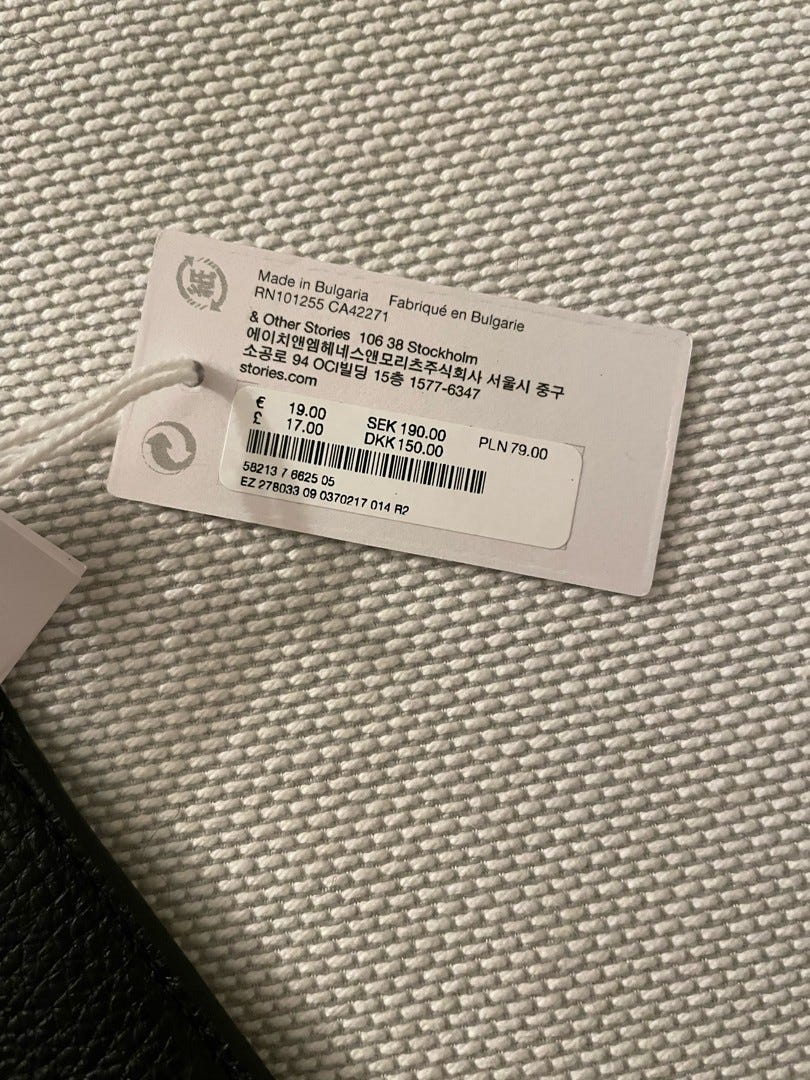 Made in Bulgaria Fabriqué en Bulgarie
RN101255 CA42271
& Other Stories 106 38 Stockholm
에이치앤엠헤네스앤모리츠주식회사 서울시 중구
소공로 94 OCI빌딩 15층 1577-6347
stories.com
€ 19.00 SEK 190.00 PLN 79.00
£ 17.00 DKK 150.00
58213 7 6625 05
EZ 278033 09 0370217 014 R2